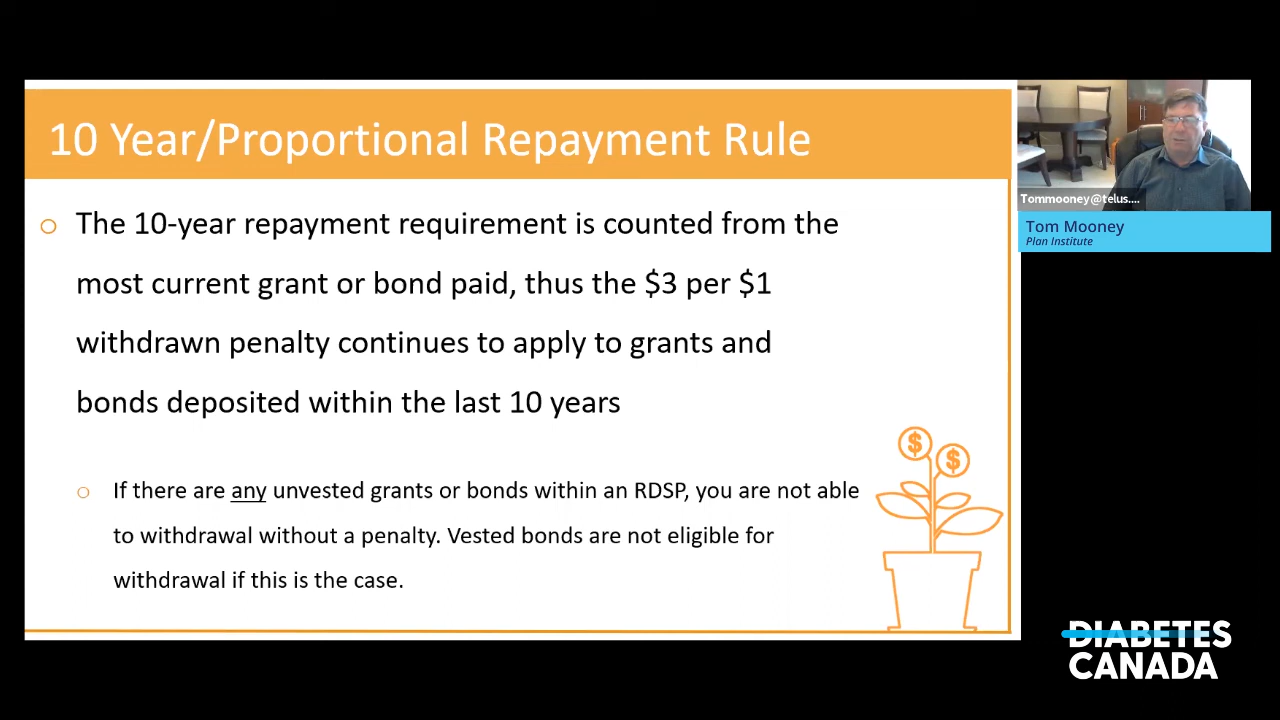 10 Year/Proportional Repayment Rule
The 10-year repayment requirement is counted from the
most current grant or bond paid, thus the $3 per $1
withdrawn penalty continues to apply to grants and
bonds deposited within the last 10 years
If there are any unvested grants or bonds within an RDSP, you are not able
to withdrawal without a penalty. Vested bonds are not eligible for
withdrawal if this is the case.
$
$
Tommooney@telus....
Tom Mooney
Plan Institute
DIABETES
CANADA